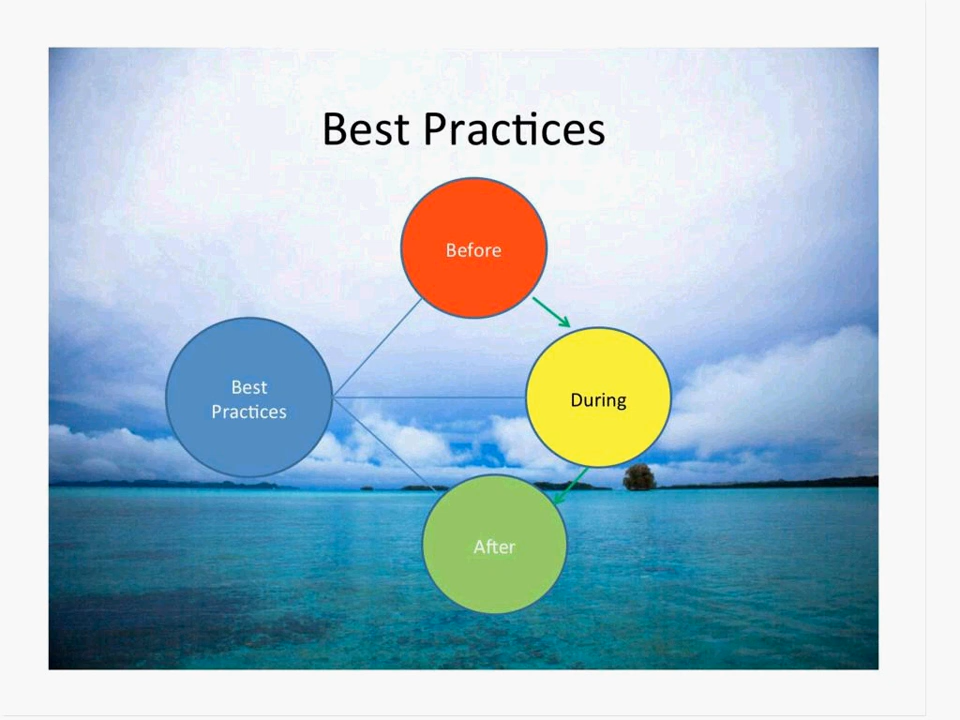 Best Practices
Before
Best
Practices
During
After